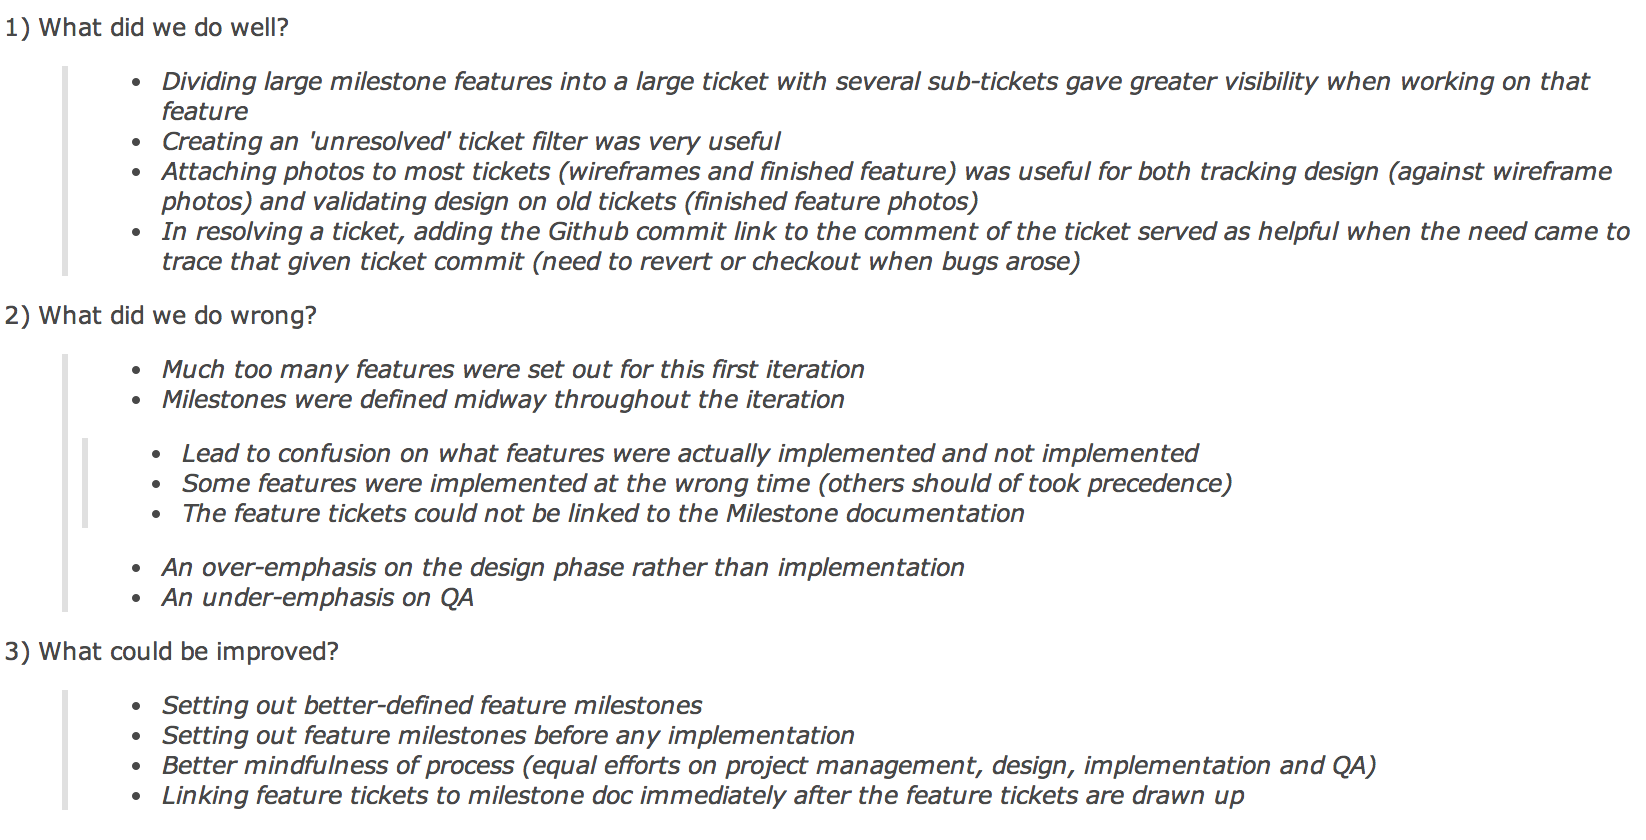 1) What did we do well?
• Dividing large milestone features into a large ticket with several sub-tickets gave greater visibility when working on that
feature
• Creating an 'unresolved' ticket filter was very useful
• Attaching photos to most tickets (wireframes and finished feature) was useful for both tracking design (against wireframe
photos) and validating design on old tickets (finished feature photos)
• In resolving a ticket, adding the Github commit link to the comment of the ticket served as helpful when the need came to
trace that given ticket commit (need to revert or checkout when bugs arose)
2) What did we do wrong?
• Much too many features were set out for this first iteration
• Milestones were defined midway throughout the iteration
• Lead to confusion on what features were actually implemented and not implemented
• Some features were implemented at the wrong time (others should of took precedence)
• The feature tickets could not be linked to the Milestone documentation
• An over-emphasis on the design phase rather than implementation
• An under-emphasis on QA
3) What could be improved?
• Setting out better-defined feature milestones
• Setting out feature milestones before any implementation
• Better mindfulness of process (equal efforts on project management, design, implementation and QA)
• Linking feature tickets to milestone doc immediately after the feature tickets are drawn up